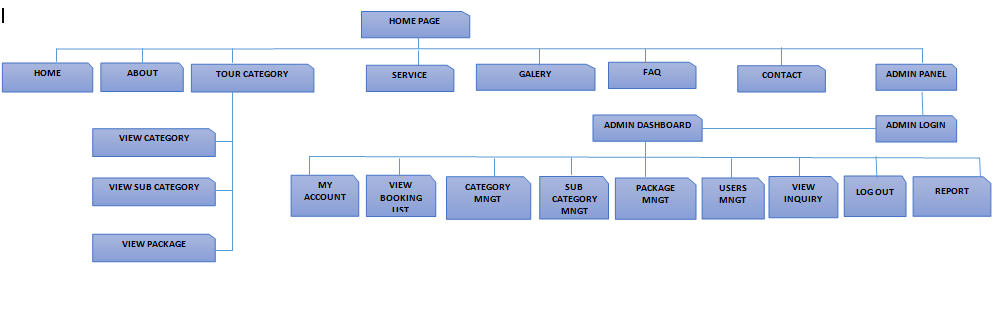 HOME PAGE
HOME
ABOUT
TOUR CATEGORY
SERVICE
GALERY
FAQ
CONTACT
ADMIN PANEL
ADMIN DASHBOARD
ADMIN LOGIN
VIEW CATEGORY
VIEW SUB CATEGORY
VIEW PACKAGE
MY
ACCOUNT
VIEW
BOOKING
LIST
CATEGORY
MNGT
SUB
CATEGORY
MNGT
PACKAGE
MNGT
USERS
MNGT
VIEW
INQUIRY
LOG OUT
REPORT